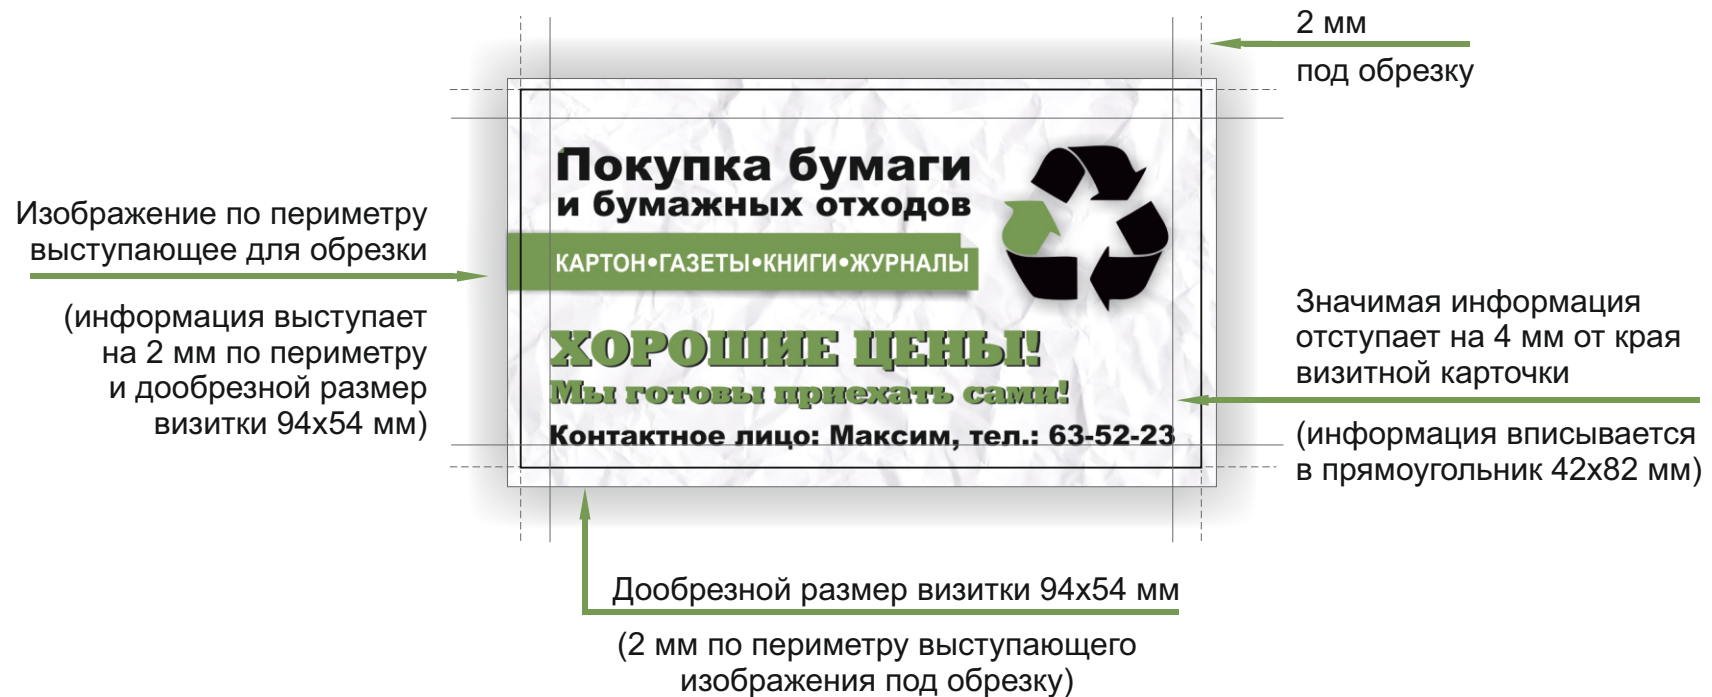 2 мм
под обрезку
Изображение по периметру
выступающее для обрезки
(информация выступает
на 2 мм по периметру
и дообрезной размер
визитки 94х54 мм)
Покупка бумаги
и бумажных отходов
КАРТОН•ГАЗЕТЫ•КНИГИ•ЖУРНАЛЫ
ХОРОШИЕ ЦЕНЫ!
Мы готовы приехать сами!
Контактное лицо: Максим, тел.: 63-52-23
Значимая информация
отступает на 4 мм от края
визитной карточки
(информация вписывается
в прямоугольник 42х82 мм)
Дообрезной размер визитки 94х54 мм
(2 мм по периметру выступающего
изображения под обрезку)